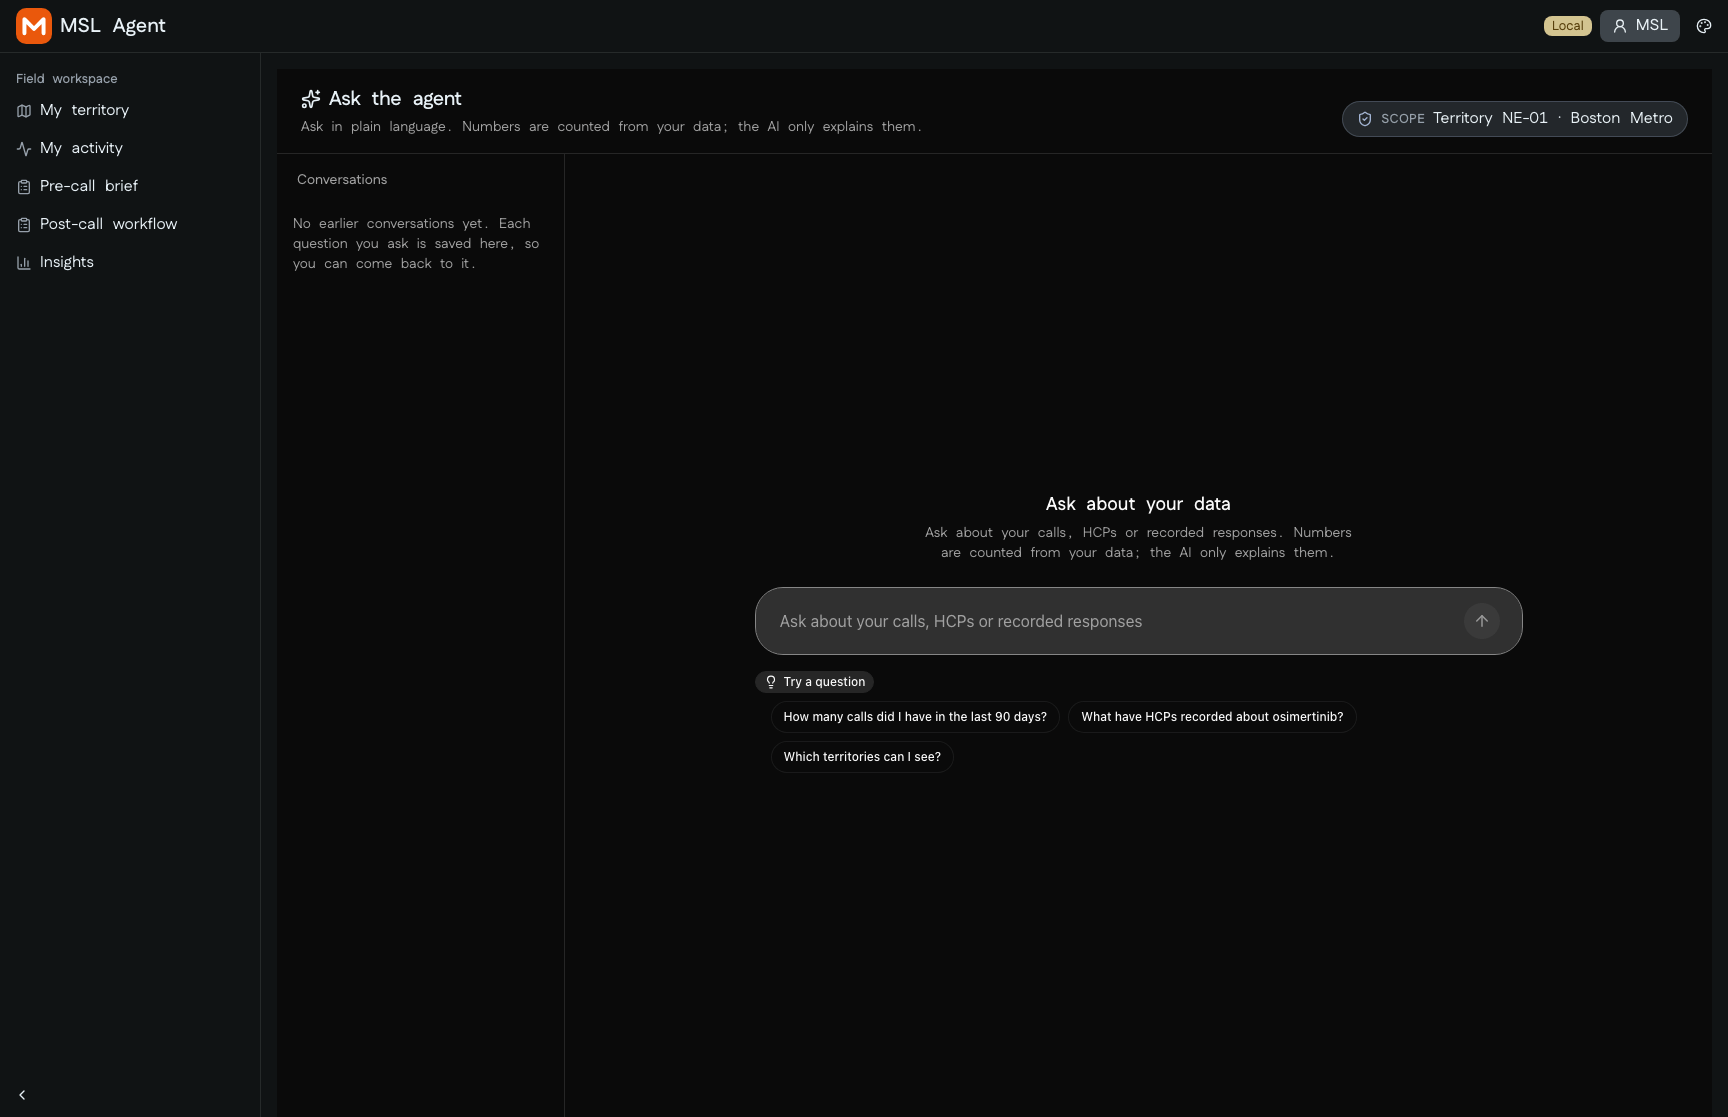 MSL Agent
Local
MSL
Field workspace
My territory
My activity
Pre-call brief
Post-call workflow
Insights
Ask the agent
Ask in plain language. Numbers are counted from your data; the AI only explains them.
SCOPE Territory NE-01 · Boston Metro
Conversations
No earlier conversations yet. Each
question you ask is saved here, so
you can come back to it.
Ask about your data
Ask about your calls, HCPs or recorded responses. Numbers
are counted from your data; the AI only explains them.
Ask about your calls, HCPs or recorded responses
Try a question
How many calls did I have in the last 90 days?
What have HCPs recorded about osimertinib?
Which territories can I see?